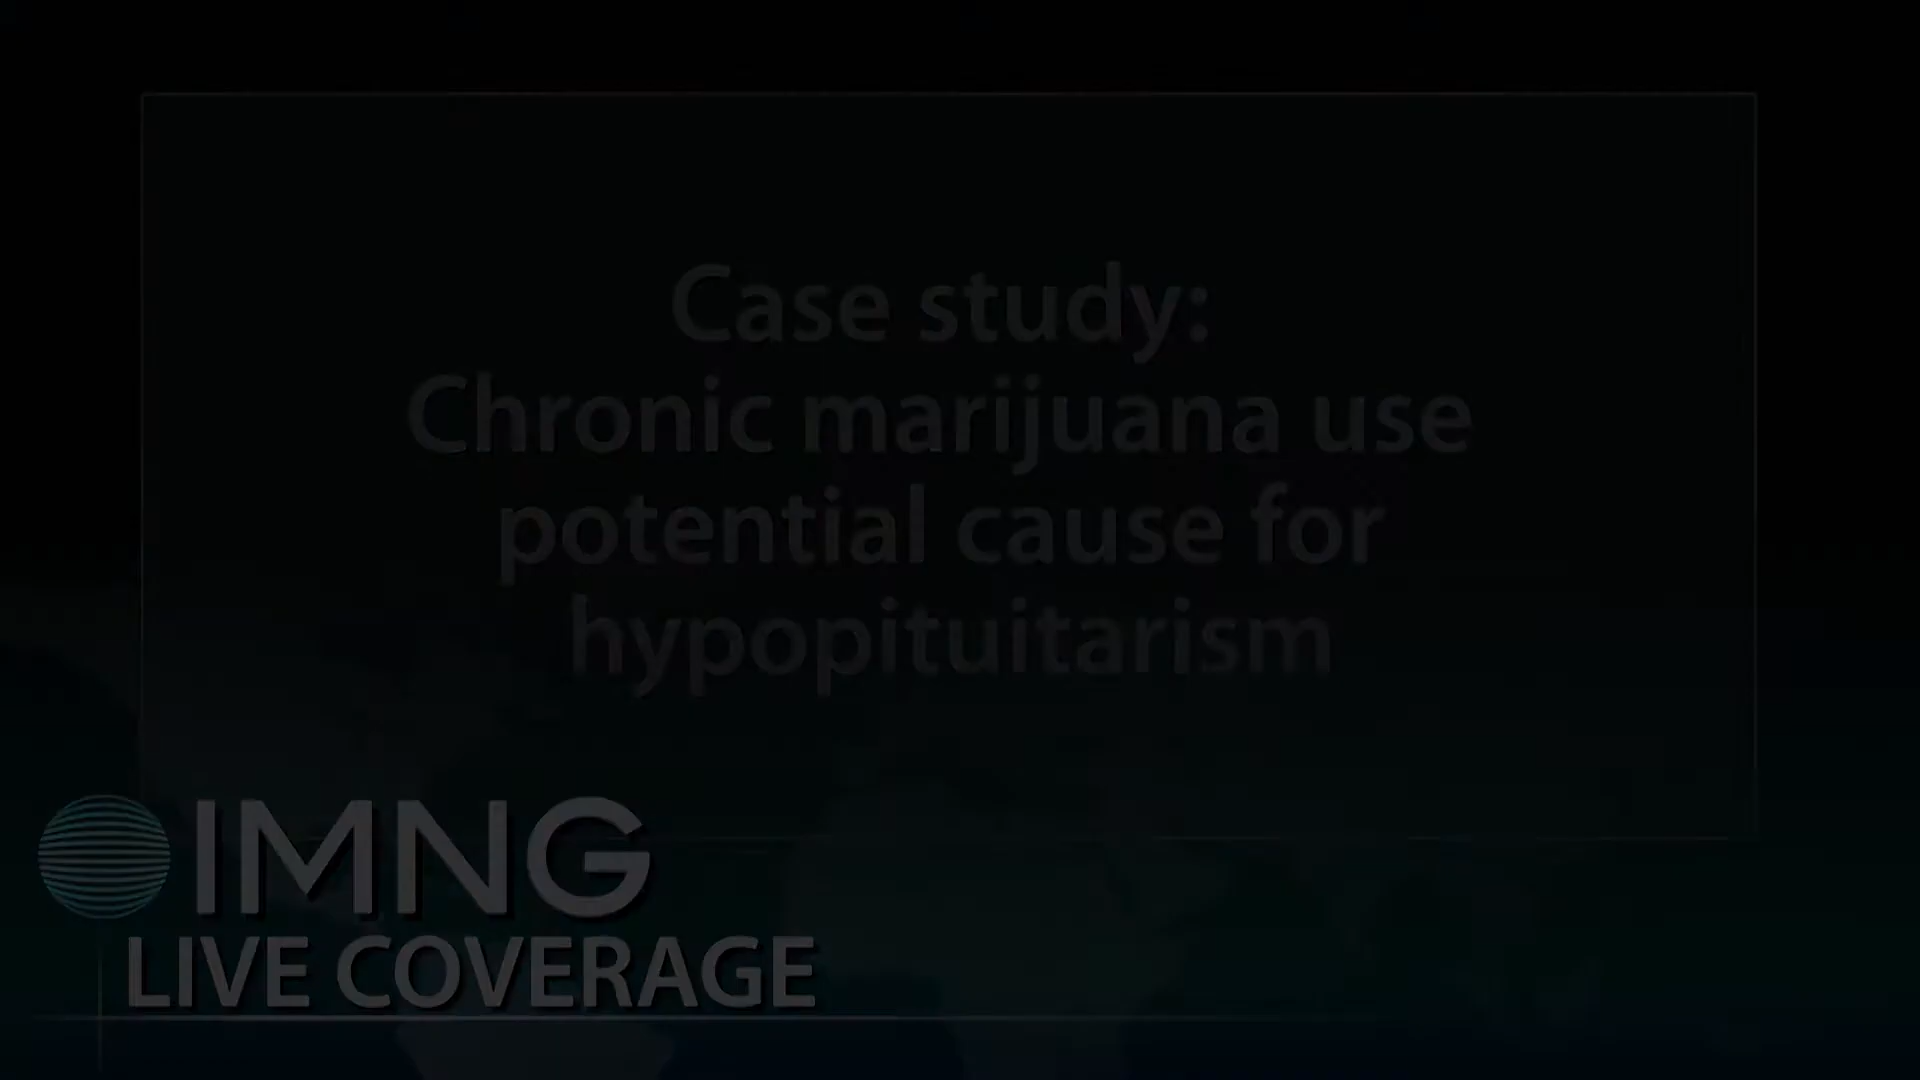 Case study:
Chronic marijuana use
potential cause for
hypopituitarism
IMNG
LIVE COVERAGE